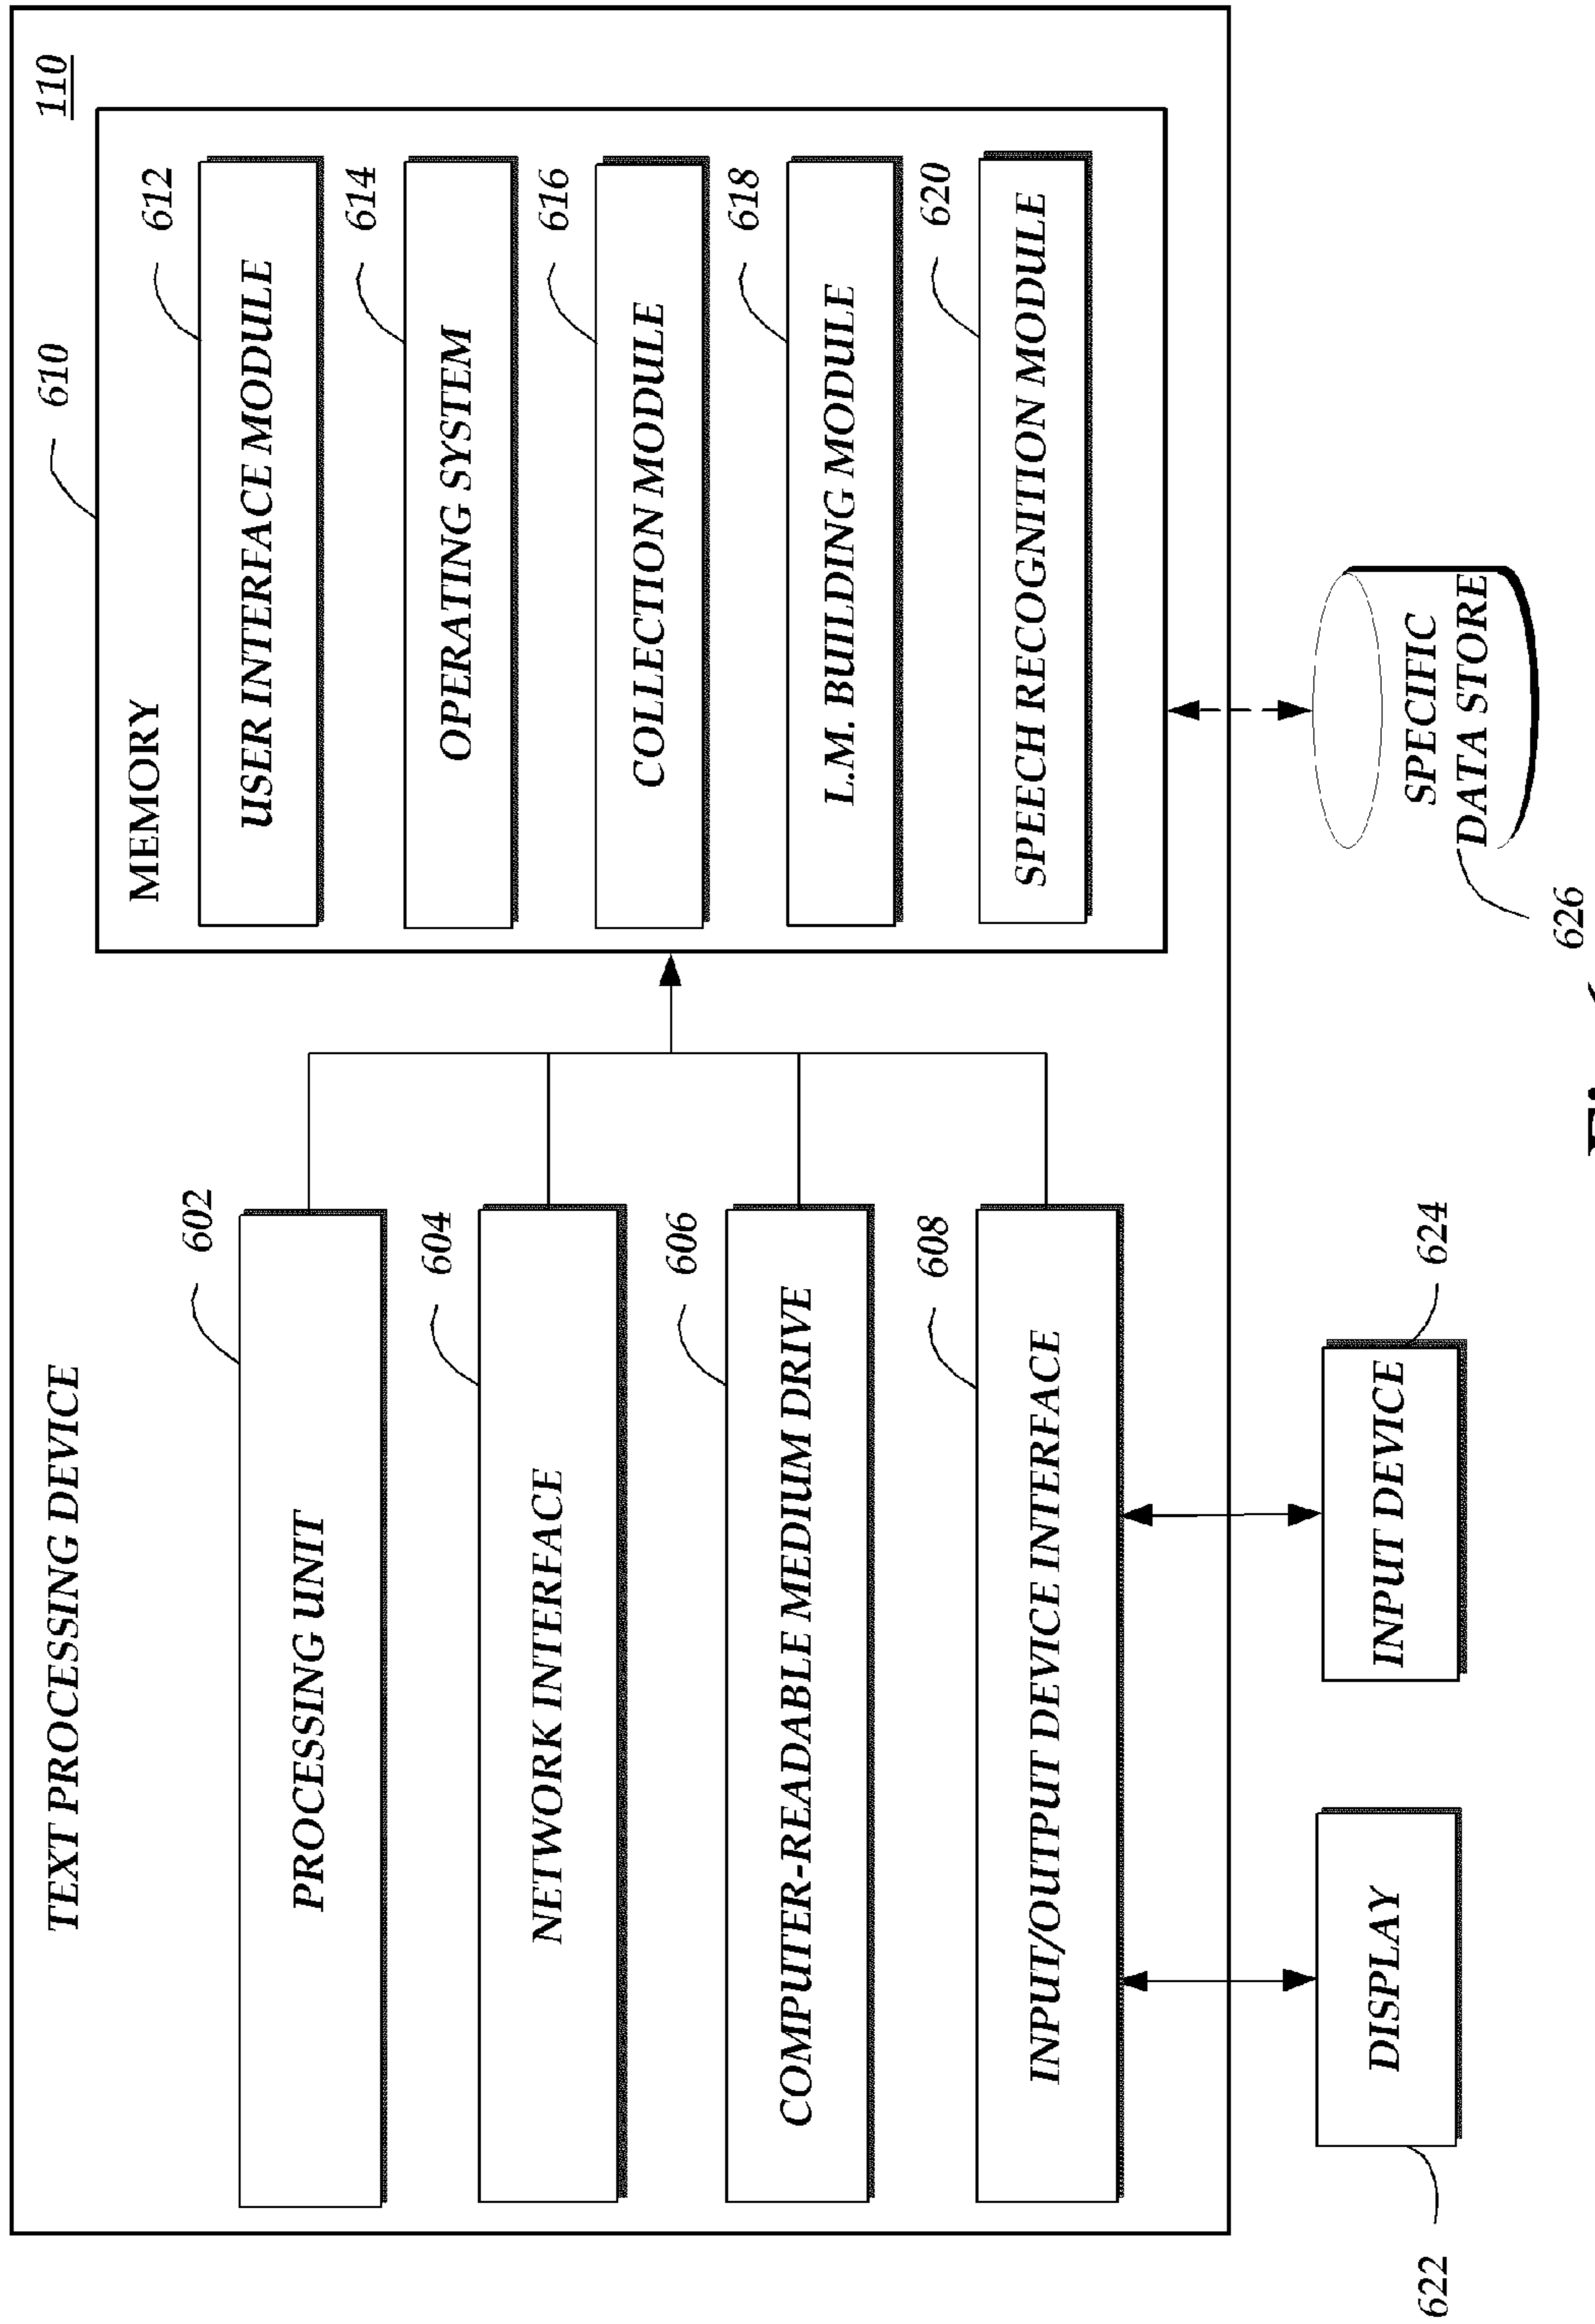 TEXT PROCESSING DEVICE
110
602
PROCESSING UNIT
604
NETWORK INTERFACE
606
COMPUTER-READABLE MEDIUM DRIVE
608
INPUT/OUTPUT DEVICE INTERFACE
610
MEMORY
612
USER INTERFACE MODULE
614
OPERATING SYSTEM
616
COLLECTION MODULE
618
L.M. BUILDING MODULE
620
SPEECH RECOGNITION MODULE
622
DISPLAY
INPUT DEVICE
624
SPECIFIC
DATA STORE
626